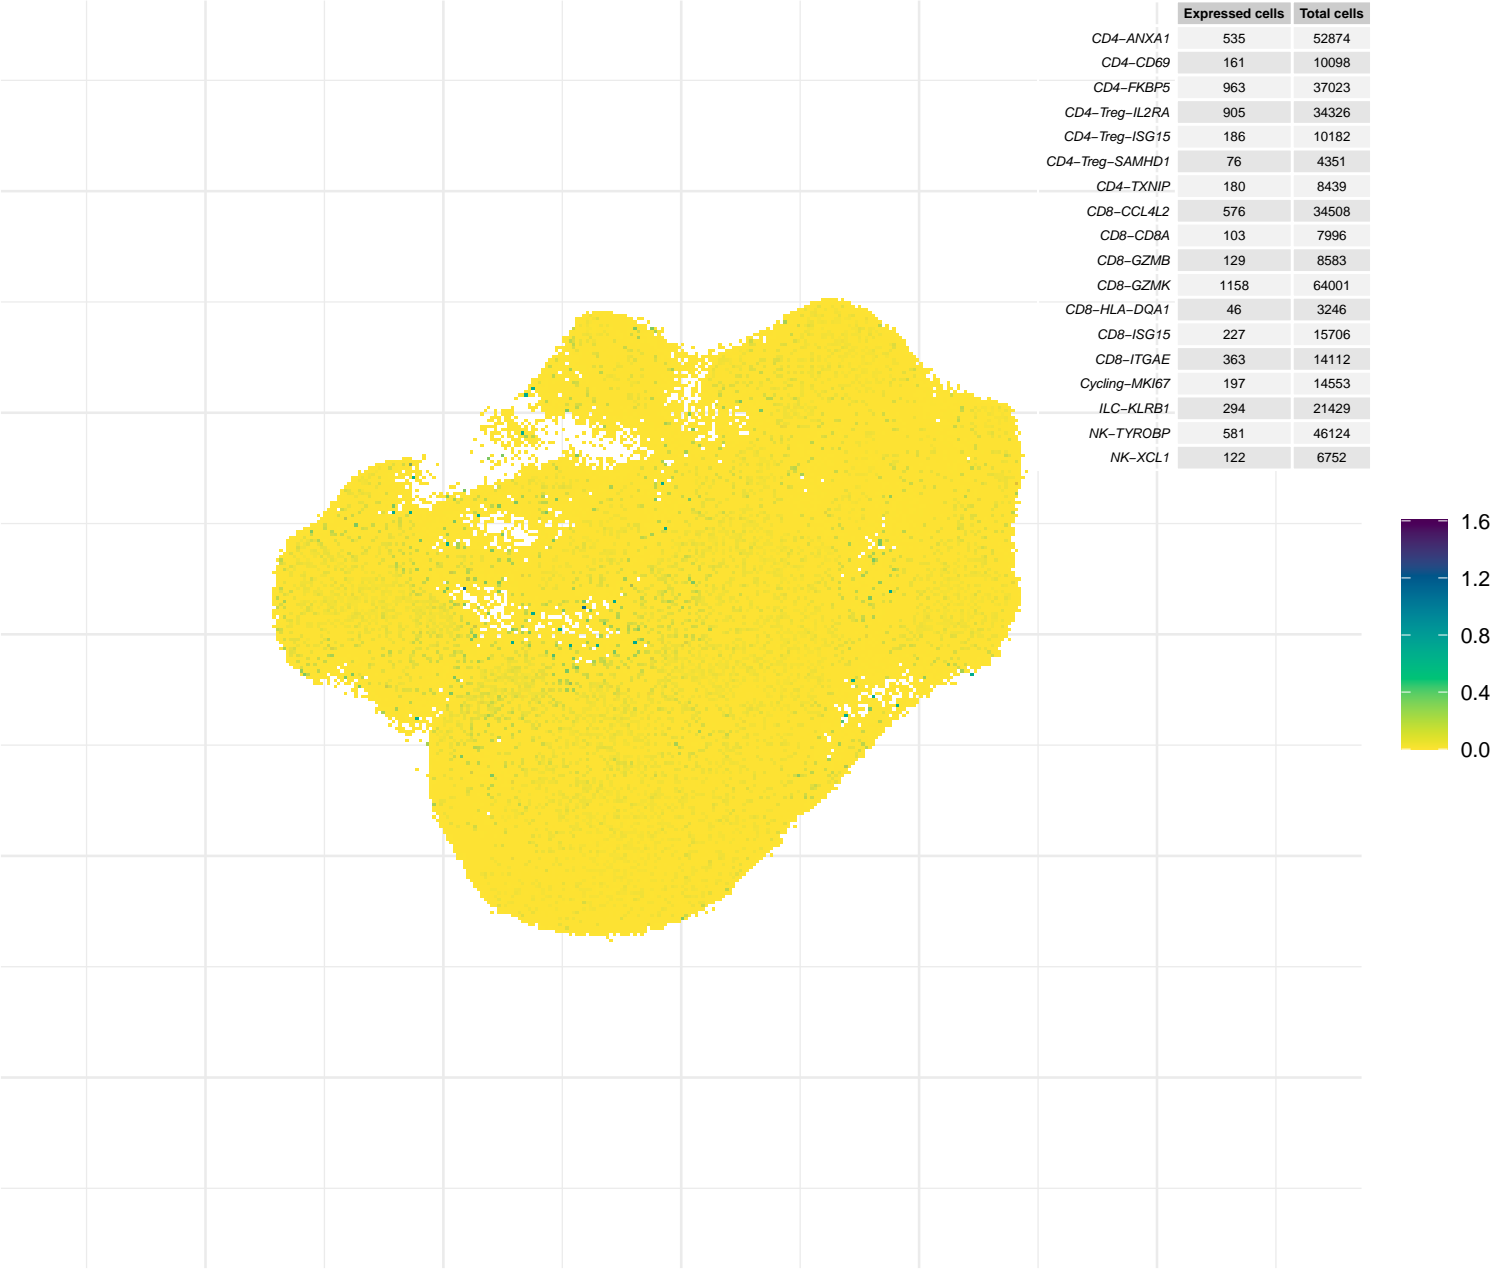 Expressed cells Total cells
CD4−ANXA1 535 52874
CD4−CD69 161 10098
CD4−FKBP5 963 37023
CD4−Treg−IL2RA 905 34326
CD4−Treg−ISG15 186 10182
CD4−Treg−SAMHD1 76 4351
CD4−TXNIP 180 8439
CD8−CCL4L2 576 34508
CD8−CD8A 103 7996
CD8−GZMB 129 8583
CD8−GZMK 1158 64001
CD8−HLA−DQA1 46 3246
CD8−ISG15 227 15706
CD8−ITGAE 363 14112
Cycling−MKI67 197 14553
ILC−KLRB1 294 21429
NK−TYROBP 581 46124
NK−XCL1 122 6752
1.6
1.2
0.8
0.4
0.0